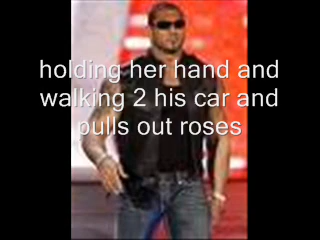 holding her hand and
walking 2 his car and
pulls out roses